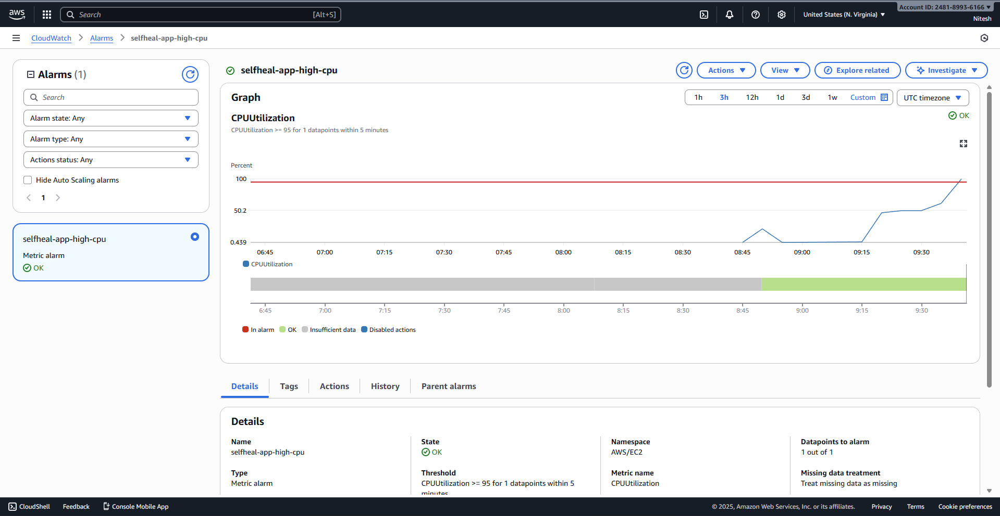 aws
Search [Alt+S]
United States (N. Virginia)
Account ID: 2481-8993-6166
Nitesh
CloudWatch
Alarms
selfheal-app-high-cpu
Alarms (1)
Search
Alarm state: Any
Alarm type: Any
Actions status: Any
Hide Auto Scaling alarms
1
selfheal-app-high-cpu
Metric alarm
OK
selfheal-app-high-cpu
Actions
View
Explore related
Investigate
Graph
1h 3h 12h 1d 3d 1w Custom
UTC timezone
CPUUtilization
OK
CPUUtilization >= 95 for 1 datapoints within 5 minutes
Percent
100
50.2
0.439
06:45 07:00 07:15 07:30 07:45 08:00 08:15 08:30 08:45 09:00 09:15 09:30
CPUUtilization
6:45 7:00 7:15 7:30 7:45 8:00 8:15 8:30 8:45 9:00 9:15 9:30
In alarm OK Insufficient data Disabled actions
Details Tags Actions History Parent alarms
Details
Name
selfheal-app-high-cpu
Type
Metric alarm
State
OK
Threshold
CPUUtilization >= 95 for 1 datapoints within 5
minutes
Namespace
AWS/EC2
Metric name
CPUUtilization
Datapoints to alarm
1 out of 1
Missing data treatment
Treat missing data as missing
CloudShell Feedback Console Mobile App
© 2025, Amazon Web Services, Inc. or its affiliates. Privacy Terms Cookie preferences